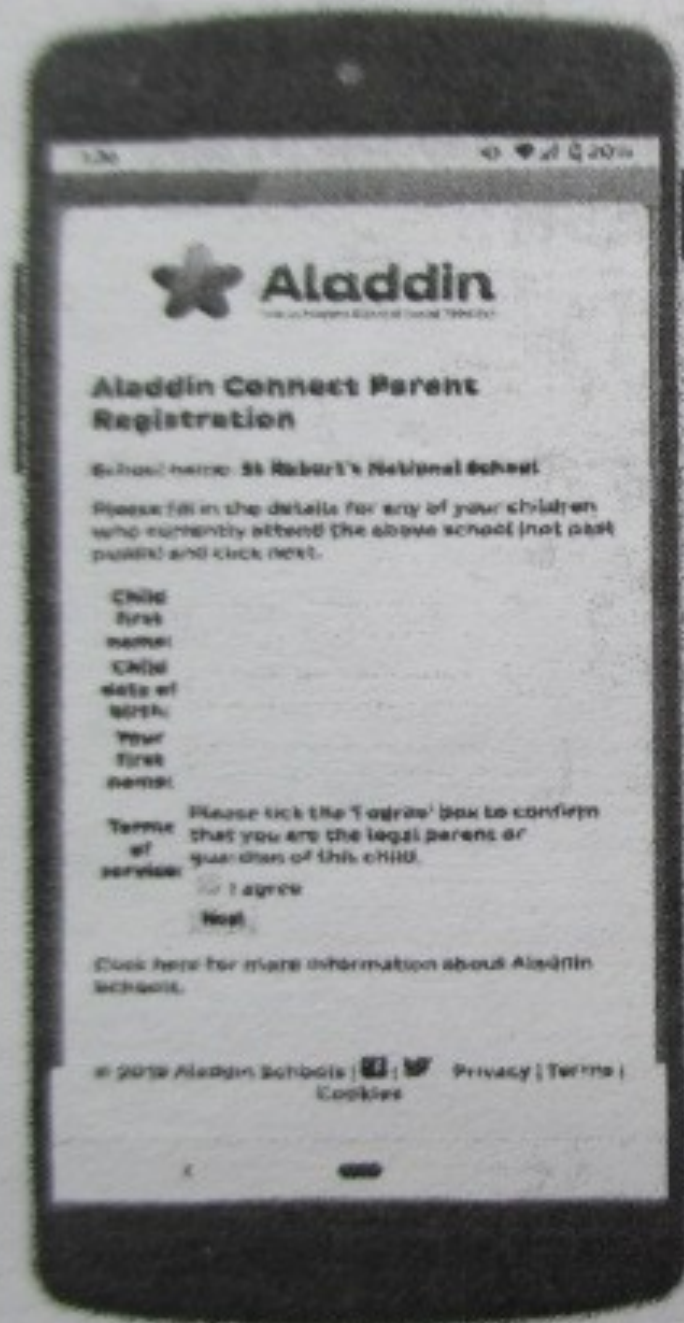 20%
Aladdin
Aladdin Connect Parent
Registration
School name: St Robert's National School
Please fill in the details for any of your children
who currently attend the above school (not past
pupils) and click next.
Child
first
name:
Child
date of
birth:
Your
first
name:
Terms
of
service:
Please tick the 'I agree' box to confirm
that you are the legal parent or
guardian of this child.
I agree
Next
Click here for more information about Aladdin
Schools.
© 2019 Aladdin Schools | | Privacy | Terms |
Cookies